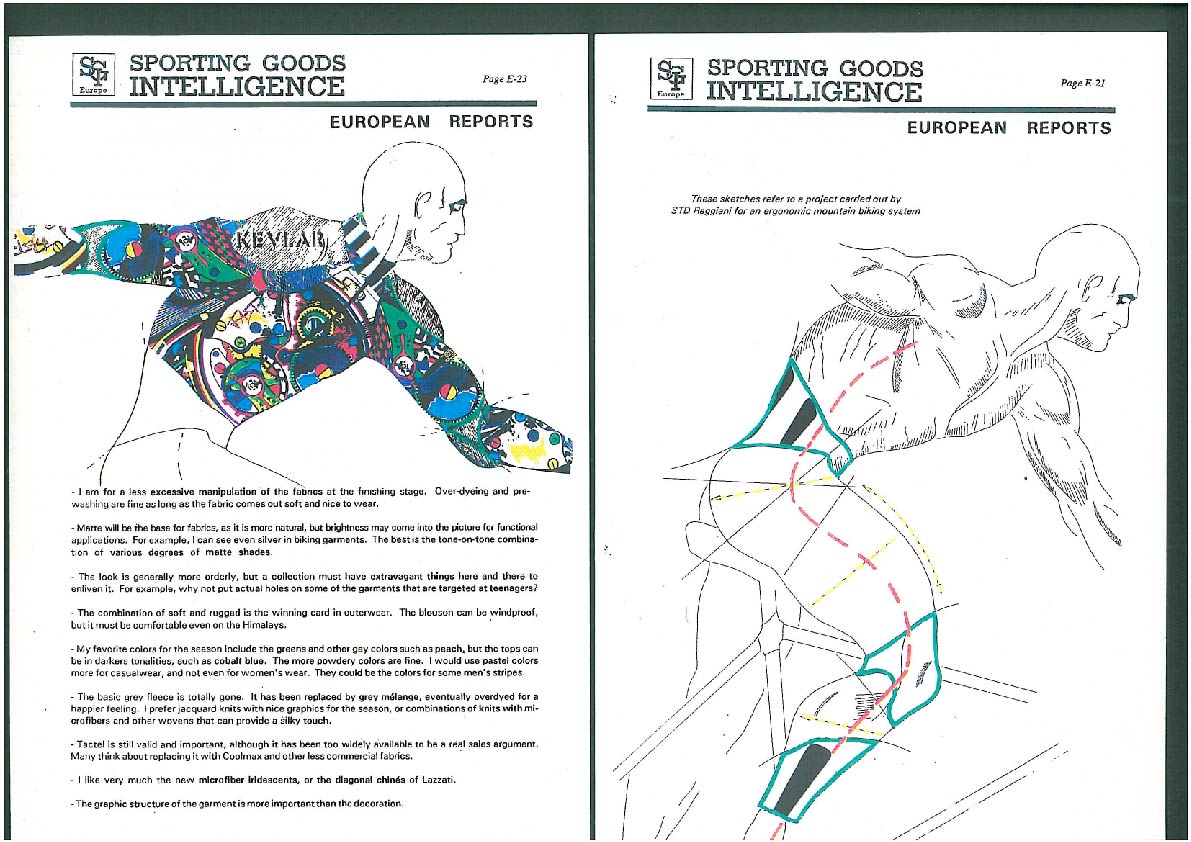 SGI
Europe
SPORTING GOODS
INTELLIGENCE
Page E-23
EUROPEAN REPORTS
KEVLAR
- I am for a less excessive manipulation of the fabrics at the finishing stage. Over-dyeing and pre-
washing are fine as long as the fabric comes out soft and nice to wear.
- Matte will be the base for fabrics, as it is more natural, but brightness may come into the picture for functional
applications. For example, I can see even silver in biking garments. The best is the tone-on-tone combina-
tion of various degrees of matte shades.
- The look is generally more orderly, but a collection must have extravagant things here and there to
enliven it. For example, why not put actual holes on some of the garments that are targeted at teenagers?
- The combination of soft and rugged is the winning card in outerwear. The blouson can be windproof,
but it must be comfortable even on the Himalays.
- My favorite colors for the season include the greens and other gay colors such as peach, but the tops can
be in darkers tonalities, such as cobalt blue. The more powdery colors are fine. I would use pastel colors
more for casualwear, and not even for women's wear. They could be the colors for some men's stripes.
- The basic grey fleece is totally gone. It has been replaced by grey mélange, eventually overdyed for a
happier feeling. I prefer jacquard knits with nice graphics for the season, or combinations of knits with mi-
crofibers and other wovens that can provide a silky touch.
- Tactel is still valid and important, although it has been too widely available to be a real sales argument.
Many think about replacing it with Coolmax and other less commercial fabrics.
- I like very much the new microfiber iridescents, or the diagonal chinés of Lazzati.
- The graphic structure of the garment is more important than the decoration.
SGI
Europe
SPORTING GOODS
INTELLIGENCE
Page E-21
EUROPEAN REPORTS
These sketches refer to a project carried out by
STD Reggiani for an ergonomic mountain biking system